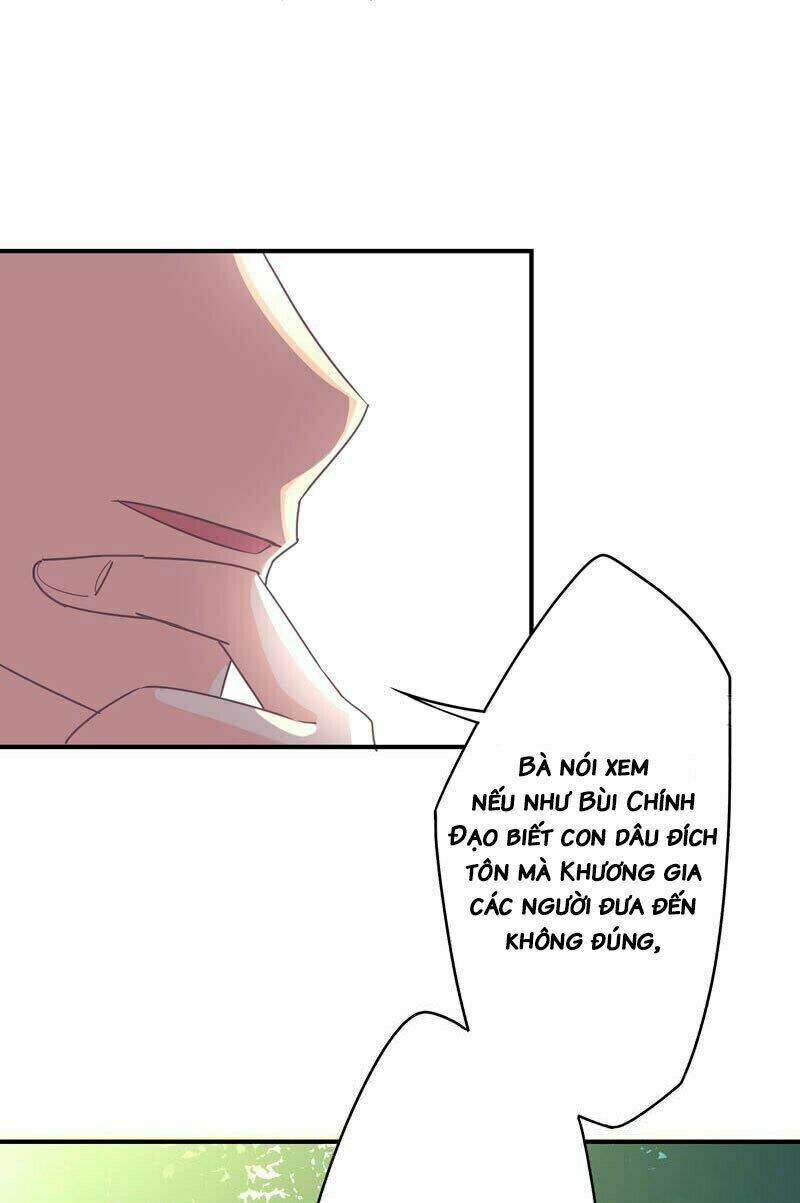 BÀ NÓI XEM
NẾU NHƯ BÙI CHÍNH
ĐẠO BIẾT CON DÂU ĐÍCH
TÔN MÀ KHƯƠNG GIA
CÁC NGƯỜI ĐƯA ĐẾN
KHÔNG ĐÚNG,